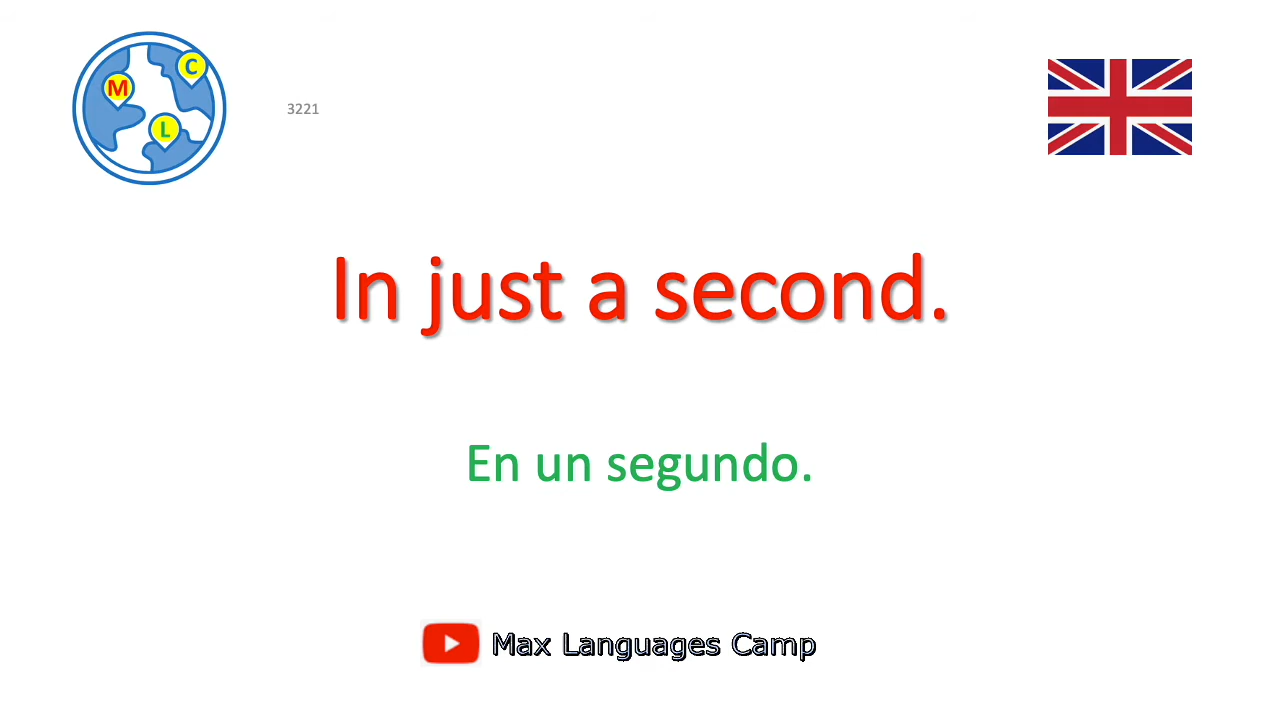 M
C
L
3221
In just a second.
En un segundo.
Max Languages Camp